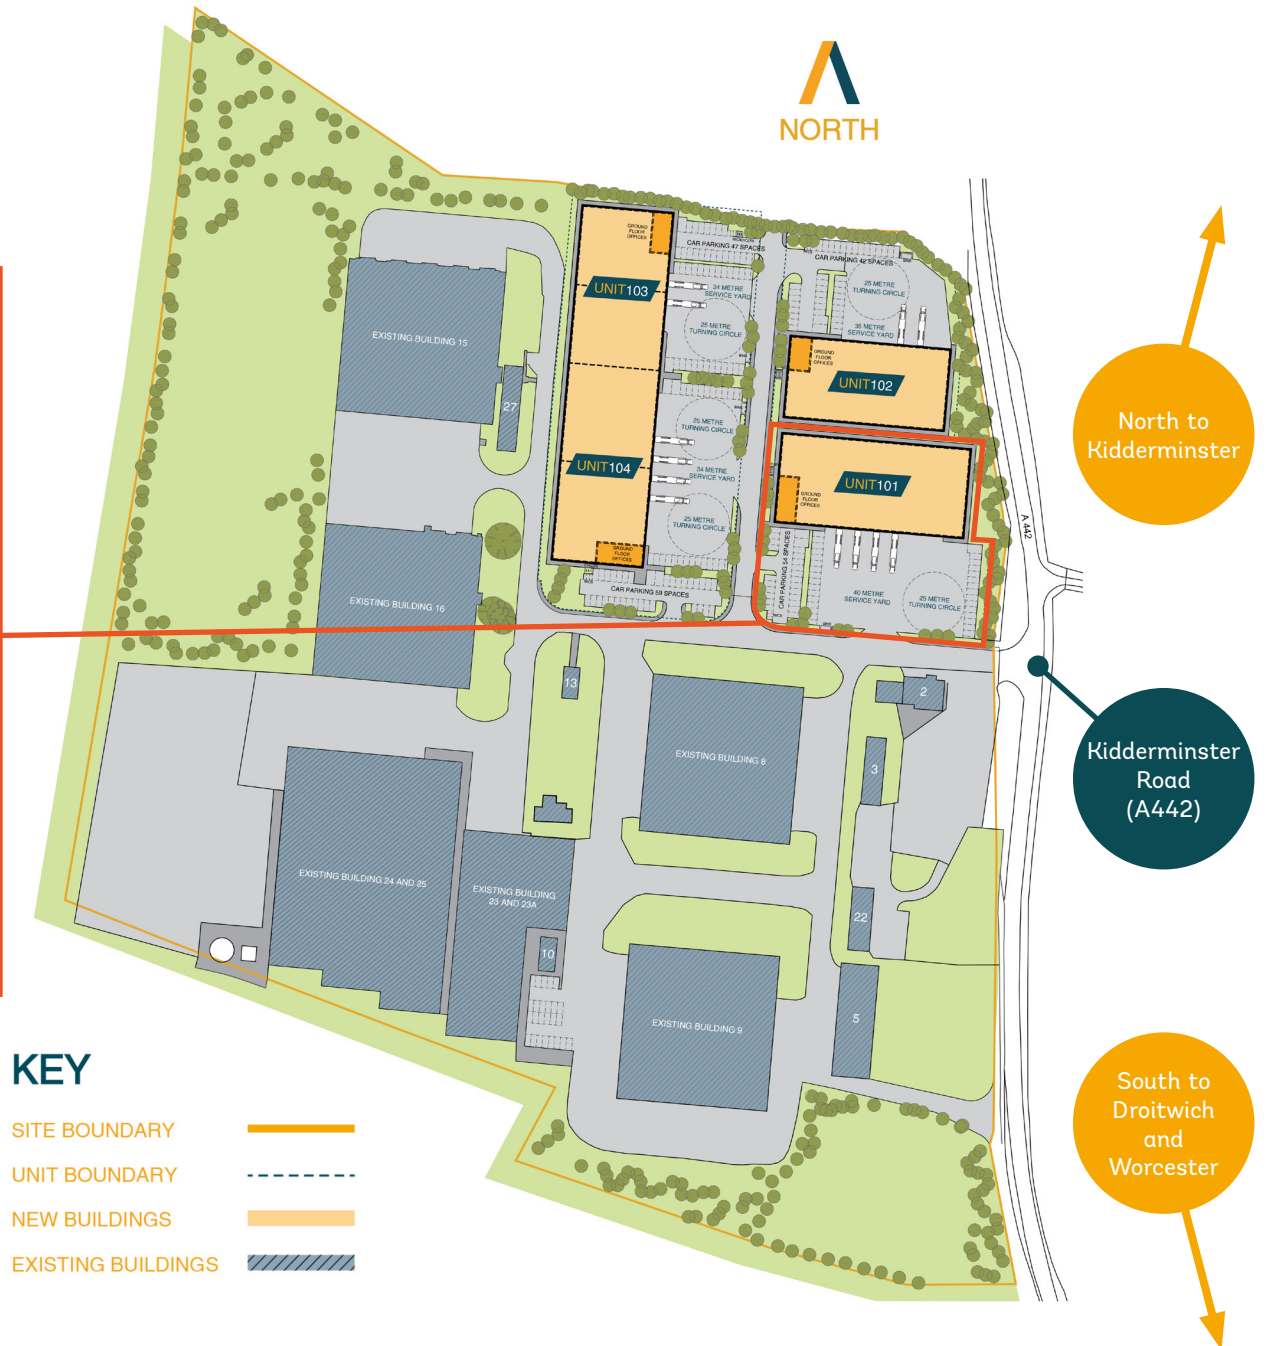 NORTH
GROUND
FLOOR
OFFICES
CAR PARKING 47 SPACES
CAR PARKING 42 SPACES
UNIT103
34 METRE
SERVICE YARD
25 METRE
TURNING CIRCLE
25 METRE
TURNING CIRCLE
35 METRE
SERVICE YARD
EXISTING BUILDING 15
GROUND
FLOOR
OFFICES
UNIT102
27
25 METRE
TURNING CIRCLE
North to
Kidderminster
UNIT104
34 METRE
SERVICE YARD
UNIT101
GROUND
FLOOR
OFFICES
25 METRE
TURNING CIRCLE
A 442
GROUND
FLOOR
OFFICES
CAR PARKING 54 SPACES
CAR PARKING 59 SPACES
40 METRE
SERVICE YARD
25 METRE
TURNING CIRCLE
EXISTING BUILDING 16
13
2
EXISTING BUILDING 8
3
Kidderminster
Road
(A442)
EXISTING BUILDING 24 AND 25
EXISTING BUILDING
23 AND 23A
22
10
5
EXISTING BUILDING 9
KEY
SITE BOUNDARY
UNIT BOUNDARY
NEW BUILDINGS
EXISTING BUILDINGS
South to
Droitwich
and
Worcester